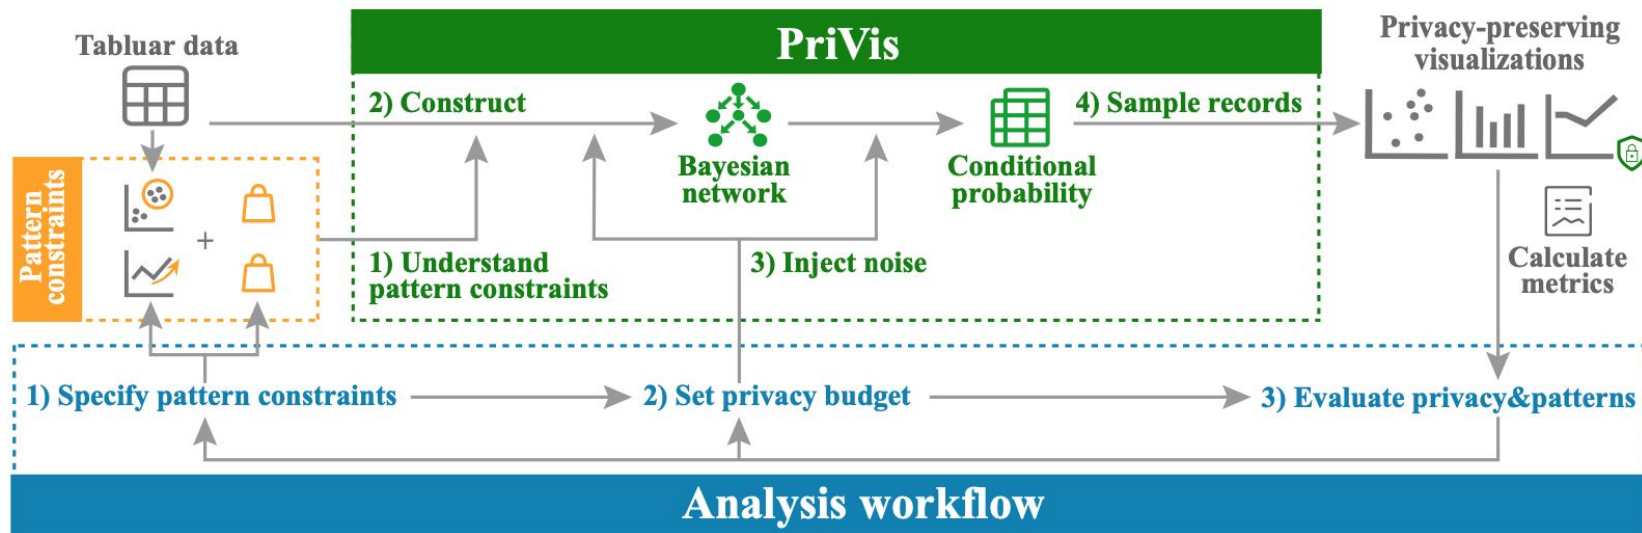 Tabluar data
PriVis
Privacy-preserving
visualizations
2) Construct
4) Sample records
Bayesian
network
Conditional
probability
Pattern
constraints
+
1) Understand
pattern constraints
3) Inject noise
Calculate
metrics
1) Specify pattern constraints
2) Set privacy budget
3) Evaluate privacy&patterns
Analysis workflow